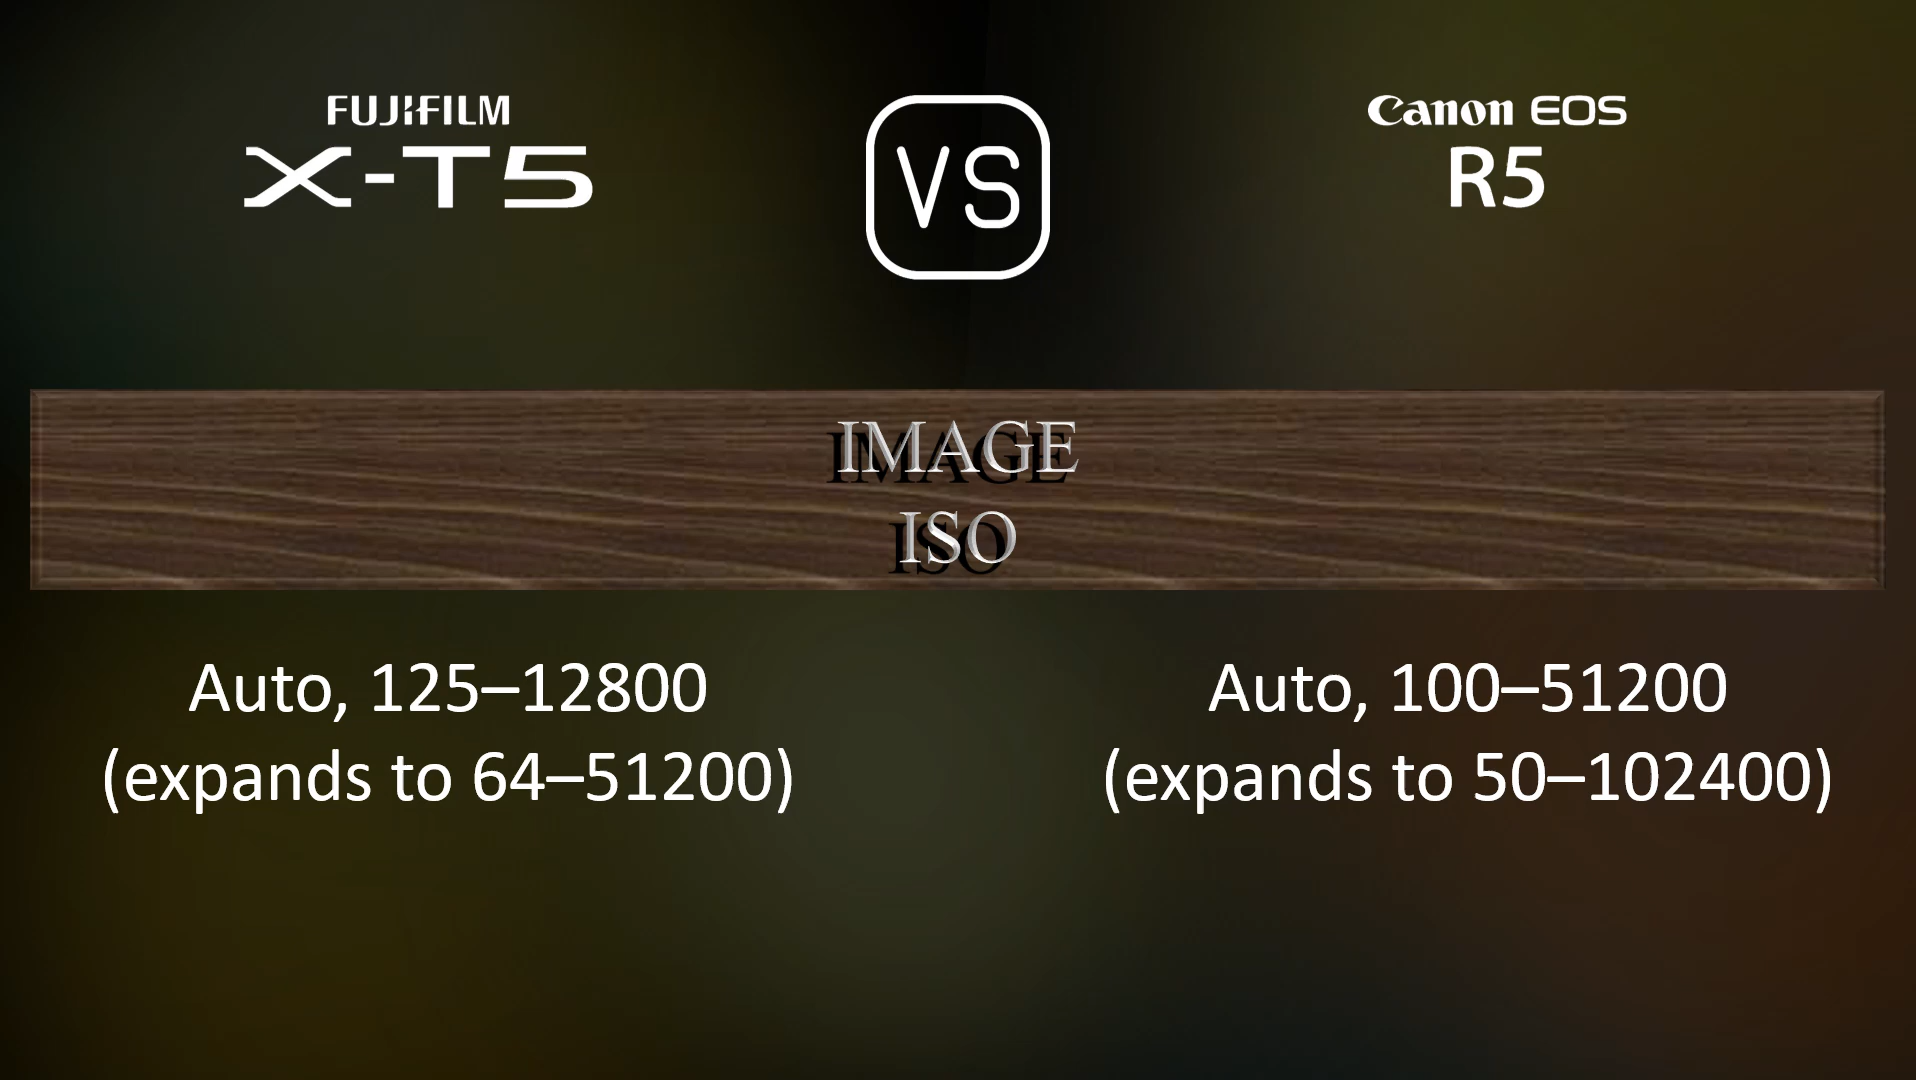 FUJIFILM
X-T5
VS
Canon EOS
R5
IMAGE
ISO
Auto, 125–12800
(expands to 64–51200)
Auto, 100–51200
(expands to 50–102400)